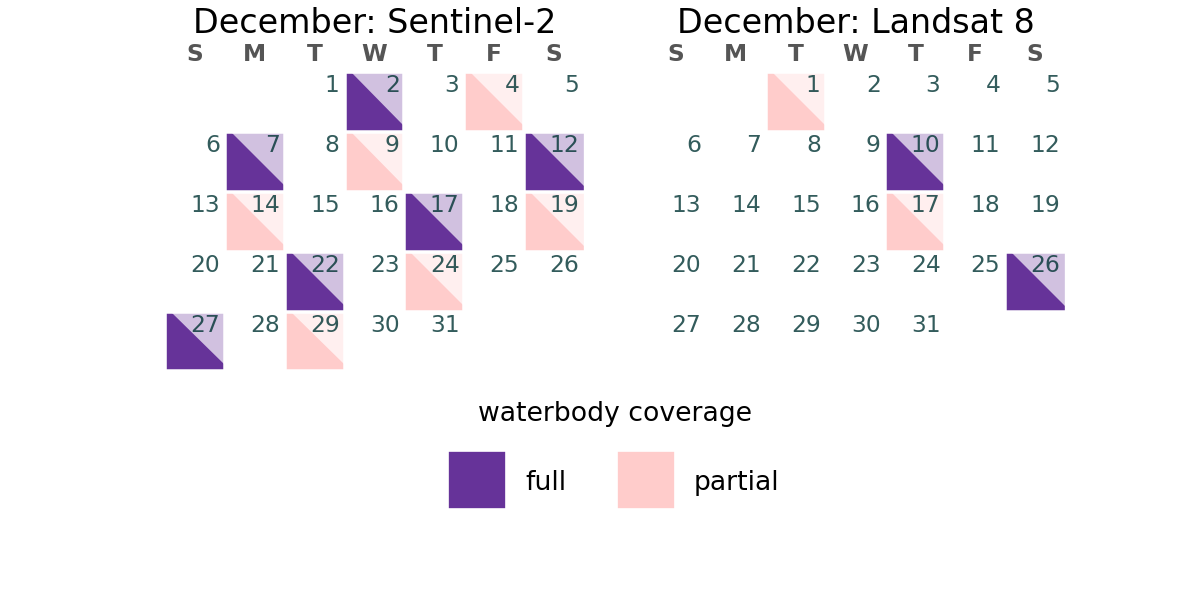 December: Sentinel-2
S M T W T F S
1 2 3 4 5
6 7 8 9 10 11 12
13 14 15 16 17 18 19
20 21 22 23 24 25 26
27 28 29 30 31
December: Landsat 8
S M T W T F S
1 2 3 4 5
6 7 8 9 10 11 12
13 14 15 16 17 18 19
20 21 22 23 24 25 26
27 28 29 30 31
waterbody coverage
full partial